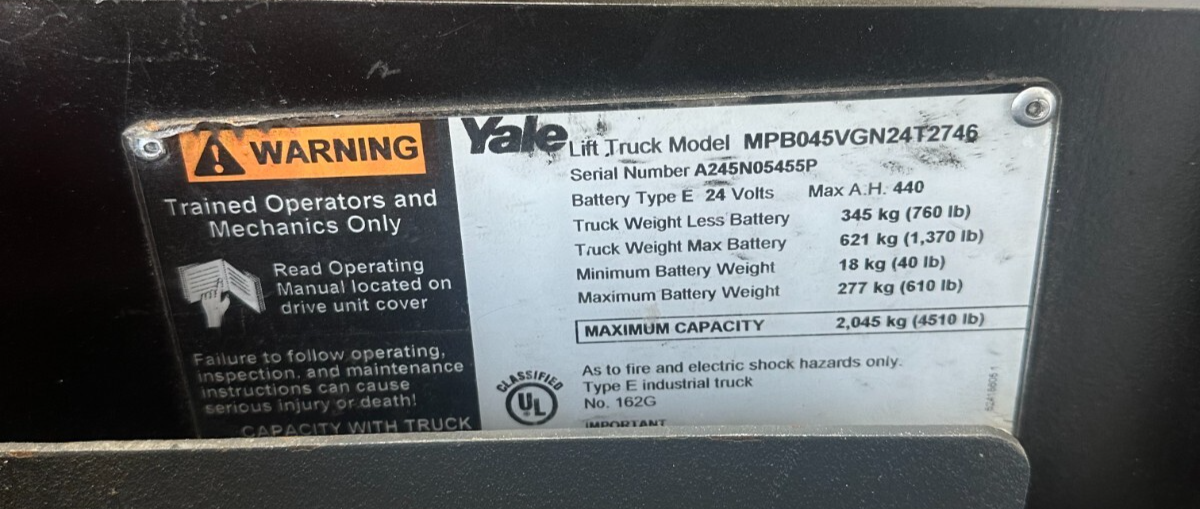 WARNING
Trained Operators and
Mechanics Only
Read Operating
Manual located on
drive unit cover
Failure to follow operating,
inspection, and maintenance
instructions can cause
serious injury or death!
CAPACITY WITH TRUCK
Yale Lift Truck Model MPB045VGN24T2746
Serial Number A245N05455P
Battery Type E 24 Volts Max A.H. 440
Truck Weight Less Battery 345 kg (760 lb)
Truck Weight Max Battery 621 kg (1,370 lb)
Minimum Battery Weight 18 kg (40 lb)
Maximum Battery Weight 277 kg (610 lb)
MAXIMUM CAPACITY 2,045 kg (4510 lb)
CLASSIFIED
UL
As to fire and electric shock hazards only.
Type E industrial truck
No. 162G
IMPORTANT